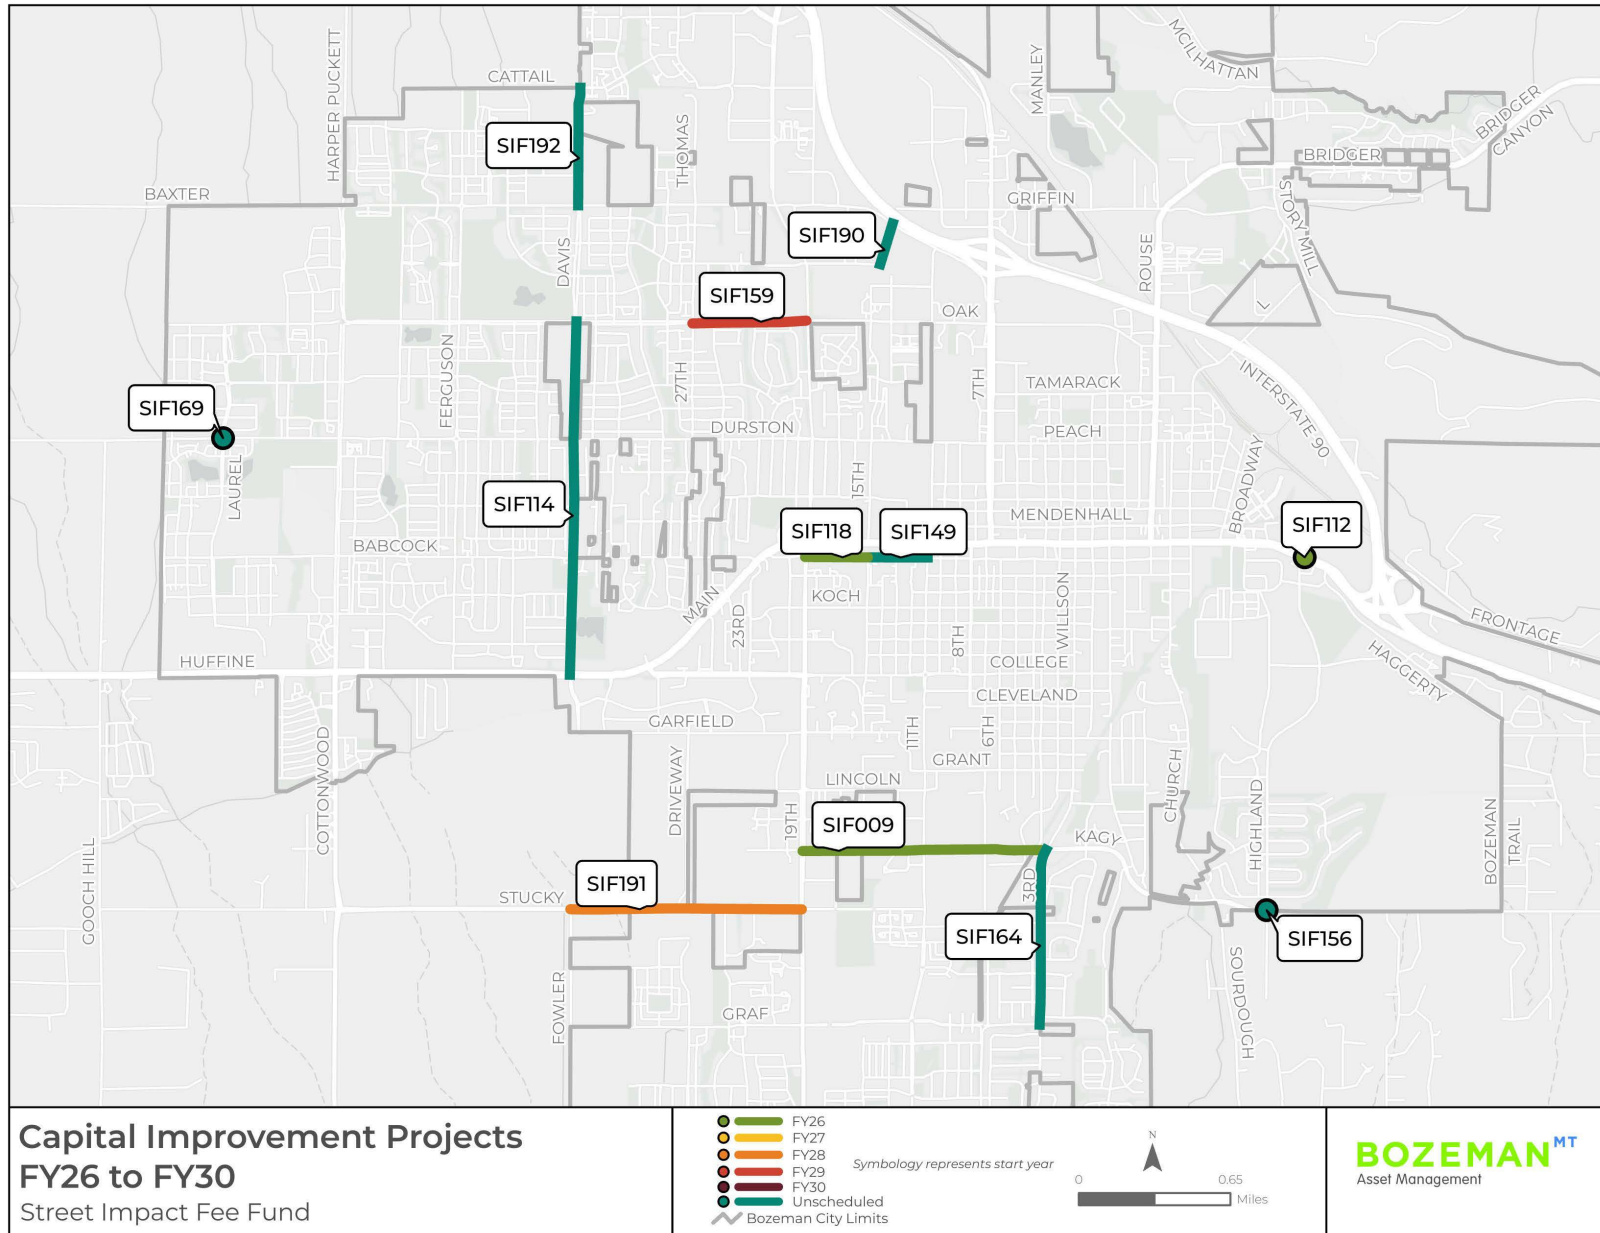 MCILHATTAN
HARPER PUCKETT
CATTAIL
MANLEY
BRIDGER
CANYON
SIF192
THOMAS
BRIDGER
BAXTER
GRIFFIN
STORY MILL
SIF190
DAVIS
ROUSE
SIF159
OAK
L
FERGUSON
27TH
7TH
TAMARACK
INTERSTATE 90
SIF169
DURSTON
PEACH
LAUREL
15TH
BROADWAY
SIF114
SIF118
SIF149
MENDENHALL
SIF112
BABCOCK
MAIN
KOCH
23RD
8TH
WILLSON
FRONTAGE
HUFFINE
COLLEGE
HAGGERTY
CLEVELAND
GARFIELD
11TH
6TH
COTTONWOOD
DRIVEWAY
GRANT
LINCOLN
CHURCH
HIGHLAND
19TH
SIF009
KAGY
BOZEMAN
TRAIL
GOOCH HILL
SIF191
STUCKY
3RD
SIF164
SIF156
SOURDOUGH
FOWLER
GRAF
Capital Improvement Projects
FY26 to FY30
Street Impact Fee Fund
FY26
FY27
FY28
FY29
FY30
Unscheduled
Bozeman City Limits
Symbology represents start year
N
0 0.65
Miles
BOZEMAN MT
Asset Management